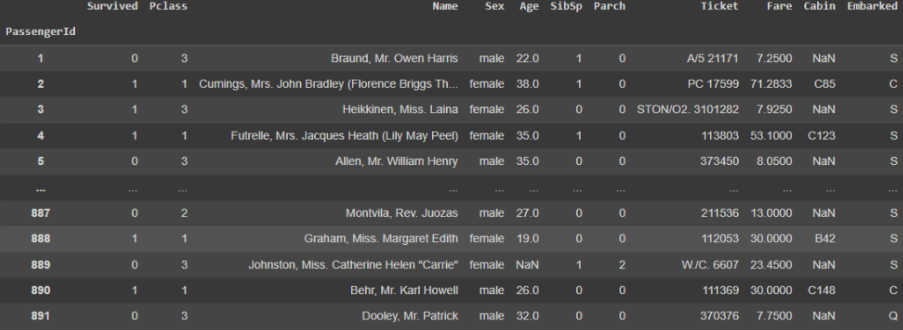 Survived Pclass Name Sex Age SibSp Parch Ticket Fare Cabin Embarked
PassengerId
1 0 3 Braund, Mr. Owen Harris male 22.0 1 0 A/5 21171 7.2500 NaN S
2 1 1 Cumings, Mrs. John Bradley (Florence Briggs Th... female 38.0 1 0 PC 17599 71.2833 C85 C
3 1 3 Heikkinen, Miss. Laina female 26.0 0 0 STON/O2. 3101282 7.9250 NaN S
4 1 1 Futrelle, Mrs. Jacques Heath (Lily May Peel) female 35.0 1 0 113803 53.1000 C123 S
5 0 3 Allen, Mr. William Henry male 35.0 0 0 373450 8.0500 NaN S
... ... ... ... ... ... ... ... ... ... ... ...
887 0 2 Montvila, Rev. Juozas male 27.0 0 0 211536 13.0000 NaN S
888 1 1 Graham, Miss. Margaret Edith female 19.0 0 0 112053 30.0000 B42 S
889 0 3 Johnston, Miss. Catherine Helen "Carrie" female NaN 1 2 W./C. 6607 23.4500 NaN S
890 1 1 Behr, Mr. Karl Howell male 26.0 0 0 111369 30.0000 C148 C
891 0 3 Dooley, Mr. Patrick male 32.0 0 0 370376 7.7500 NaN Q